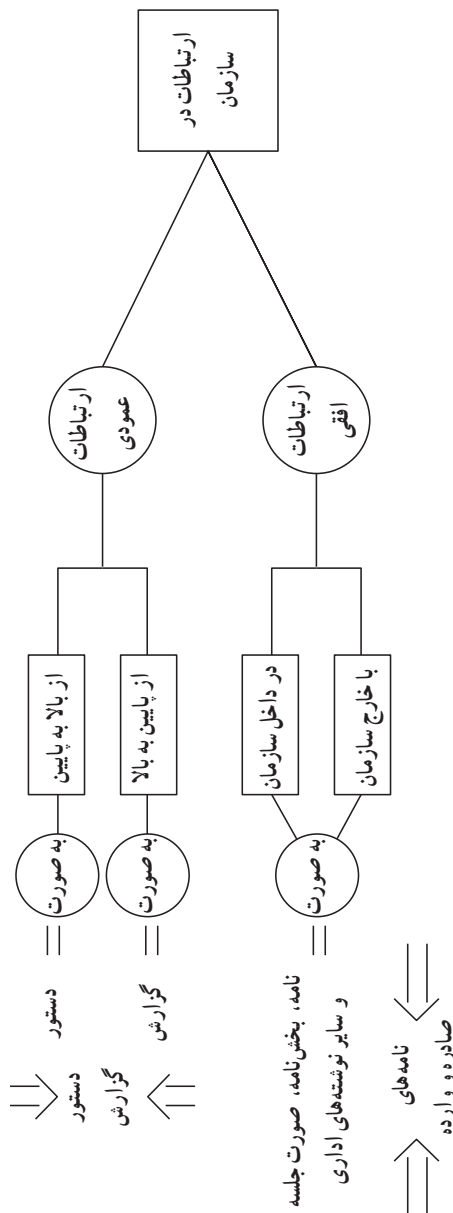 ارتباطات در
سازمان
ارتباطات
عمودی
ارتباطات
افقی
از بالا به پایین
از پایین به بالا
در داخل سازمان
با خارج سازمان
به صورت
به صورت
به صورت
دستور
گزارش
دستور
گزارش
نامه، بخش‌نامه، صورت جلسه
و سایر نوشته‌های اداری
نامه‌های
صادره و وارده